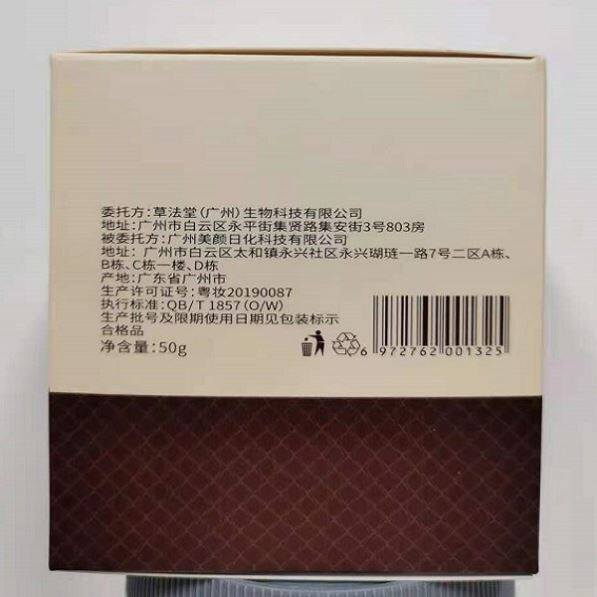 委托方:草法堂(广州)生物科技有限公司
地址:广州市白云区永平街集贤路集安街3号803房
被委托方:广州美颜日化科技有限公司
地址: 广州市白云区太和镇永兴社区永兴瑚琏一路7号二区A栋、
B栋、C栋一楼、D栋
产地:广东省广州市
生产许可证号:粤妆20190087
执行标准:QB/T 1857(O/W)
生产批号及限期使用日期见包装标示
合格品
净含量:50g
6 972762 001325